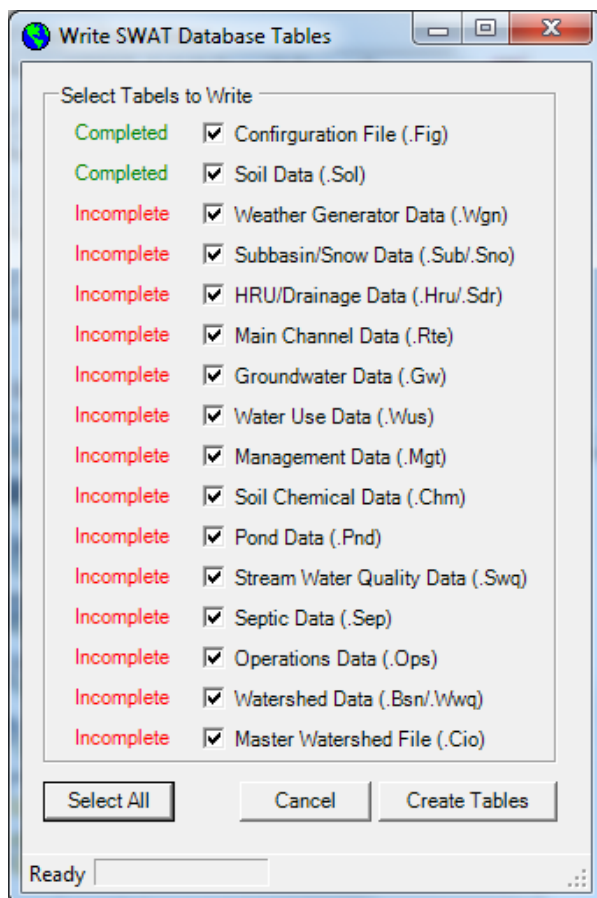 Write SWAT Database Tables
Select Tabels to Write
Completed Confirguration File (.Fig)
Completed Soil Data (.Sol)
Incomplete Weather Generator Data (.Wgn)
Incomplete Subbasin/Snow Data (.Sub/.Sno)
Incomplete HRU/Drainage Data (.Hru/.Sdr)
Incomplete Main Channel Data (.Rte)
Incomplete Groundwater Data (.Gw)
Incomplete Water Use Data (.Wus)
Incomplete Management Data (.Mgt)
Incomplete Soil Chemical Data (.Chm)
Incomplete Pond Data (.Pnd)
Incomplete Stream Water Quality Data (.Swq)
Incomplete Septic Data (.Sep)
Incomplete Operations Data (.Ops)
Incomplete Watershed Data (.Bsn/.Wwq)
Incomplete Master Watershed File (.Cio)
Select All Cancel Create Tables
Ready